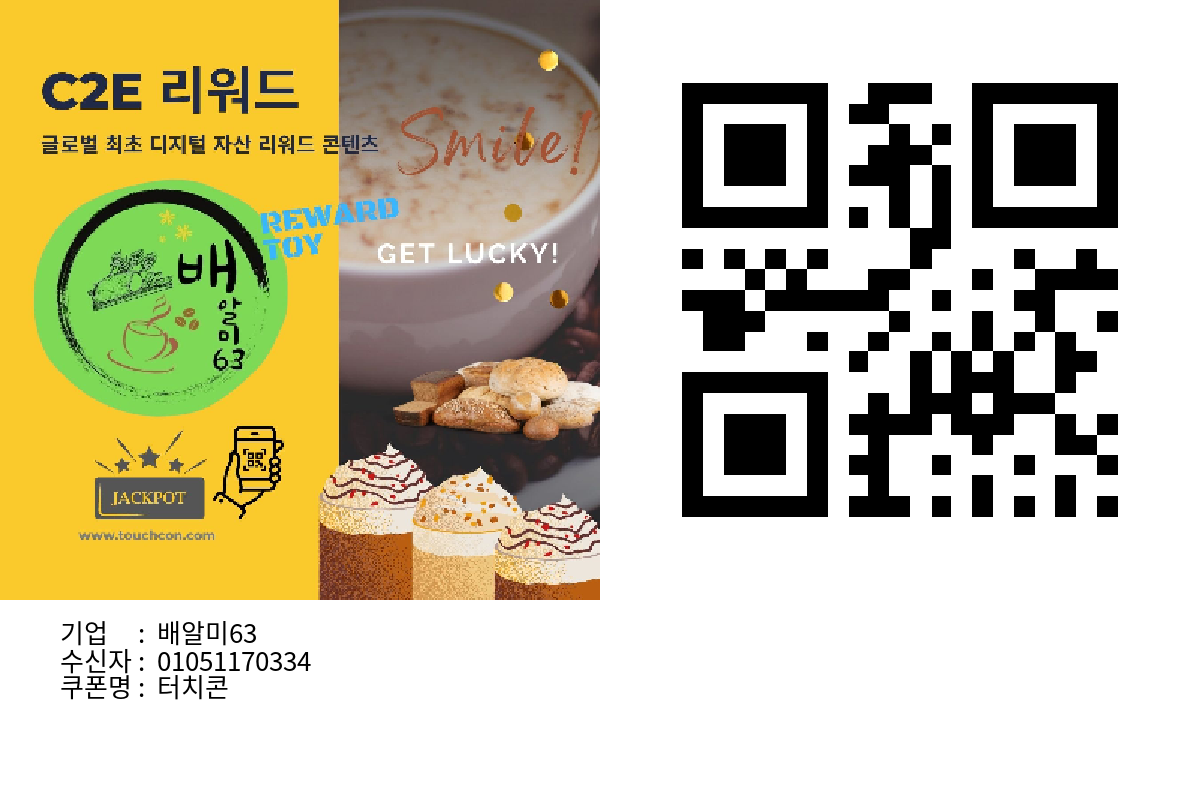 C2E 리워드
글로벌 최초 디지털 자산 리워드 콘텐츠
Smile!
REWARD
TOY
GET LUCKY!
배
알
미
63
JACKPOT
www.touchcon.com
기업 : 배알미63
수신자 : 01051170334
쿠폰명 : 터치콘